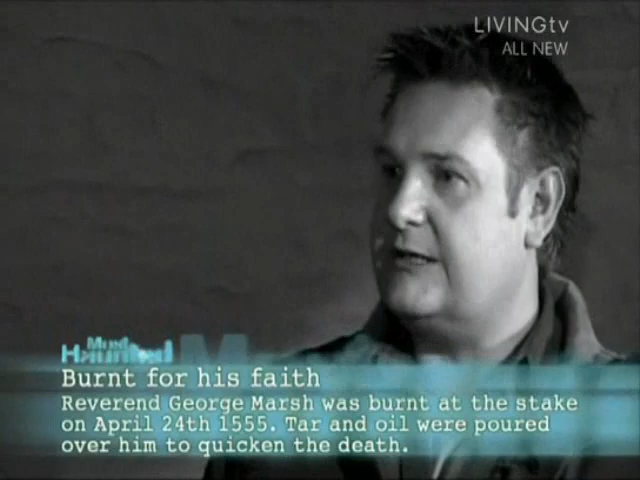 LIVINGtv
ALL NEW
Most
Haunted
Burnt for his faith
Reverend George Marsh was burnt at the stake
on April 24th 1555. Tar and oil were poured
over him to quicken the death.